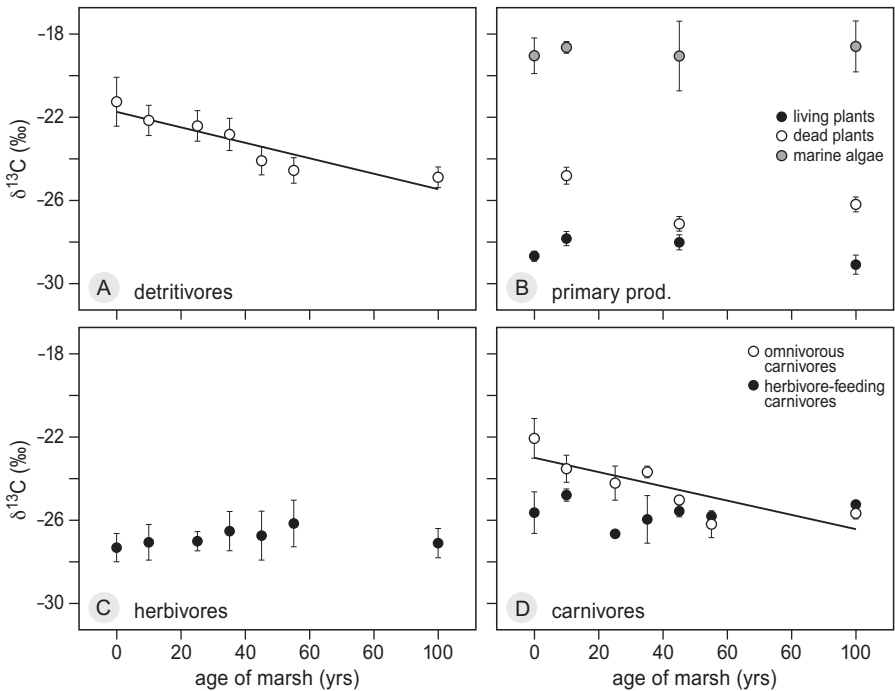 −18
−22
−26
−30
δ13C (‰)
A detritivores
living plants
dead plants
marine algae
B primary prod.
−18
−22
−26
−30
δ13C (‰)
C herbivores
0 20 40 60 60 100
age of marsh (yrs)
omnivorous
carnivores
herbivore-feeding
carnivores
D carnivores
0 20 40 60 60 100
age of marsh (yrs)